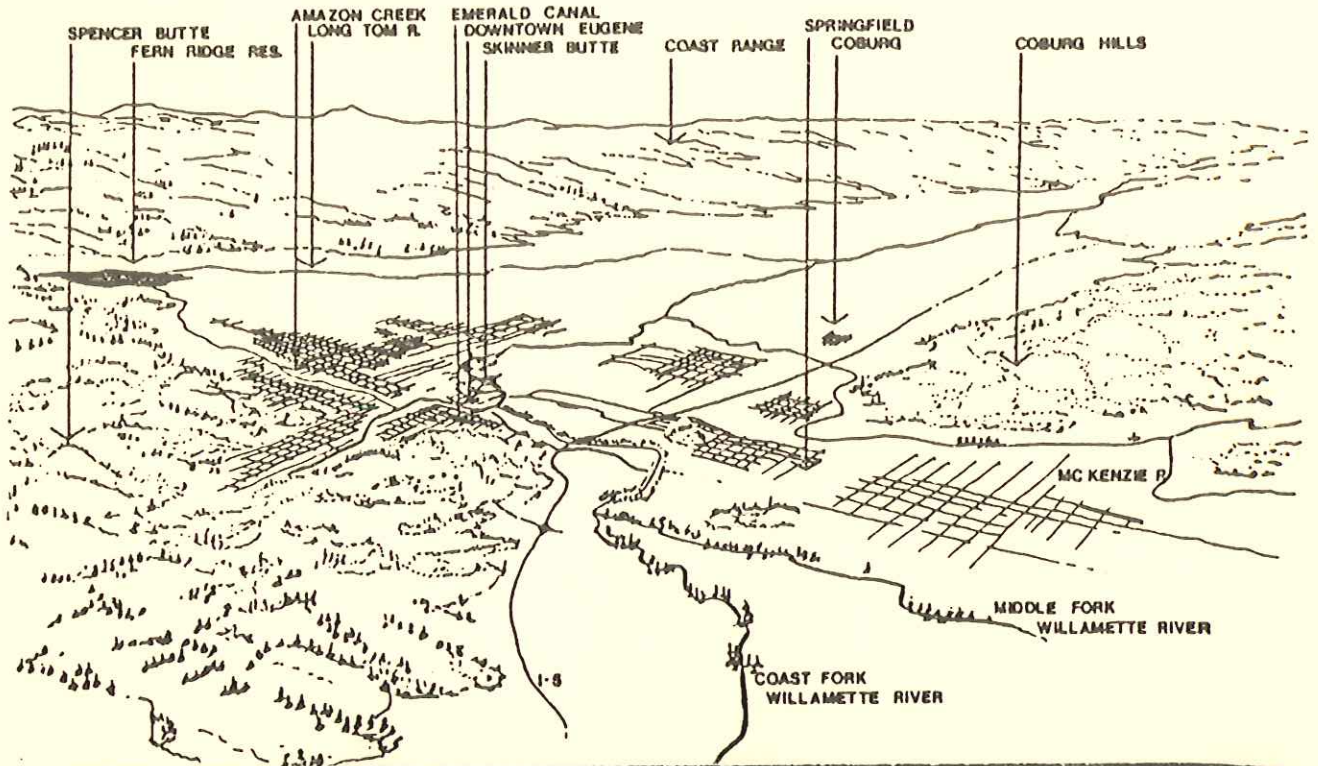 SPENCER BUTTE
FERN RIDGE RES.
AMAZON CREEK
LONG TOM R.
EMERALD CANAL
DOWNTOWN EUGENE
SKINNER BUTTE
COAST RANGE
SPRINGFIELD
COBURG
COBURG HILLS
MC KENZIE R
MIDDLE FORK
WILLAMETTE RIVER
I-5
COAST FORK
WILLAMETTE RIVER